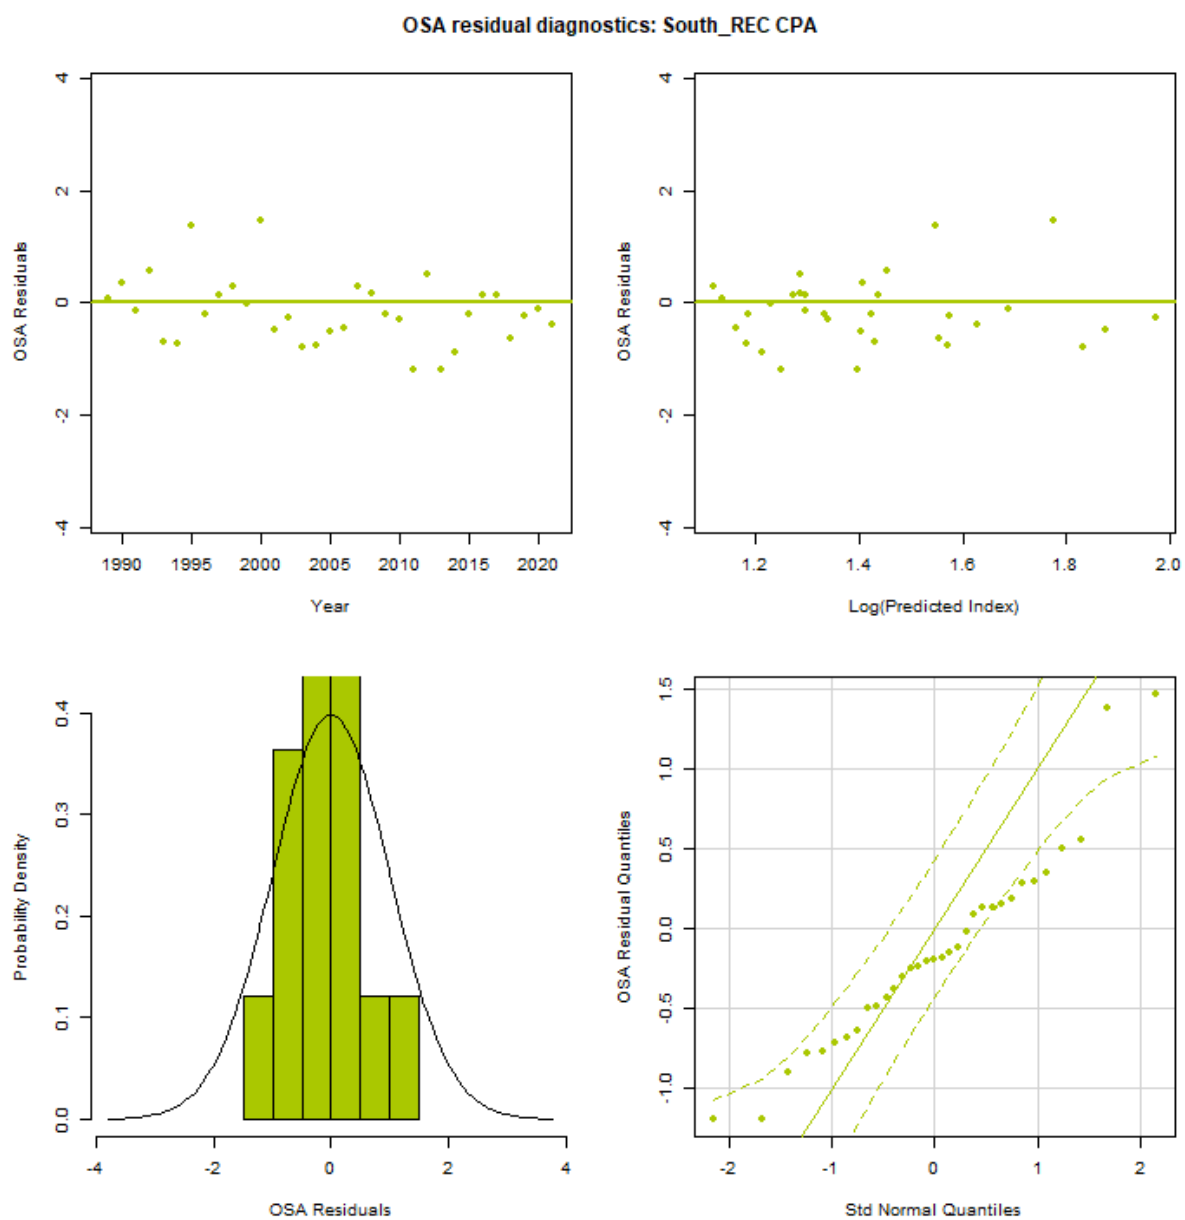 OSA residual diagnostics: South_REC CPA
OSA Residuals
4
2
0
-2
-4
1990 1995 2000 2005 2010 2015 2020
Year
OSA Residuals
4
2
0
-2
-4
1.2 1.4 1.6 1.8 2.0
Log(Predicted Index)
Probability Density
0.4
0.3
0.2
0.1
0.0
-4 -2 0 2 4
OSA Residuals
OSA Residual Quantiles
1.5
1.0
0.5
0.0
-0.5
-1.0
-2 -1 0 1 2
Std Normal Quantiles